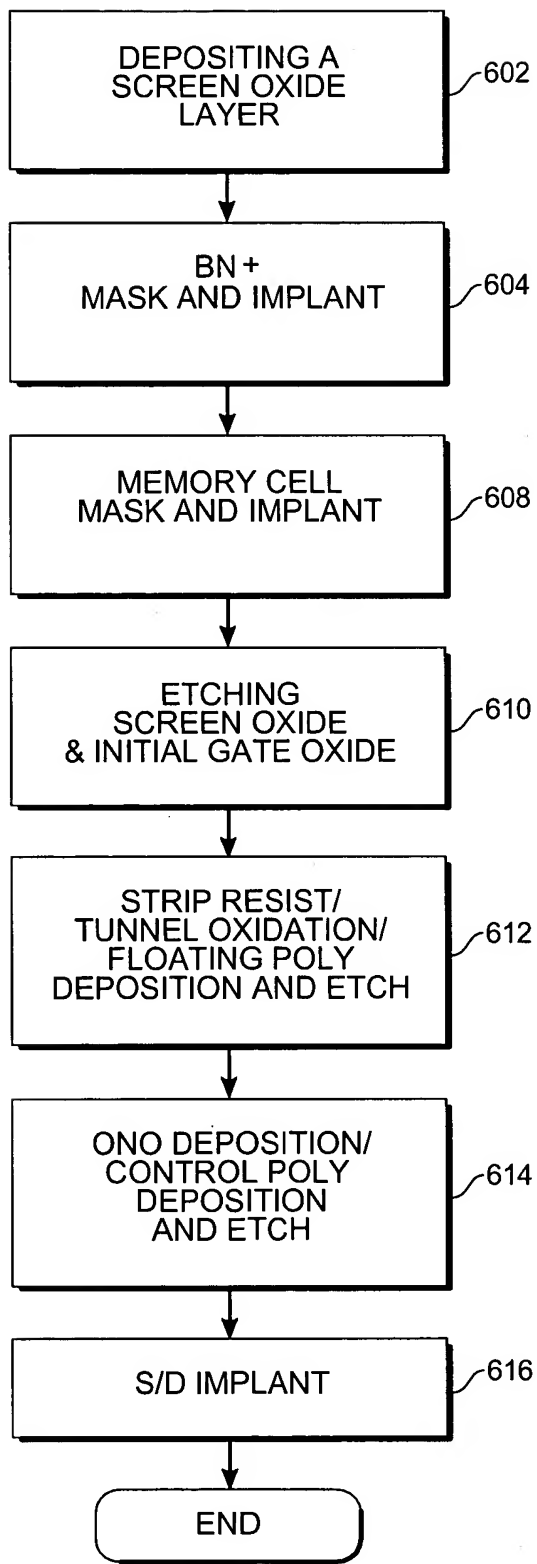 DEPOSITING A
SCREEN OXIDE
LAYER
602
BN+
MASK AND IMPLANT
604
MEMORY CELL
MASK AND IMPLANT
608
ETCHING
SCREEN OXIDE
& INITIAL GATE OXIDE
610
STRIP RESIST/
TUNNEL OXIDATION/
FLOATING POLY
DEPOSITION AND ETCH
612
ONO DEPOSITION/
CONTROL POLY
DEPOSITION
AND ETCH
614
S/D IMPLANT
616
END